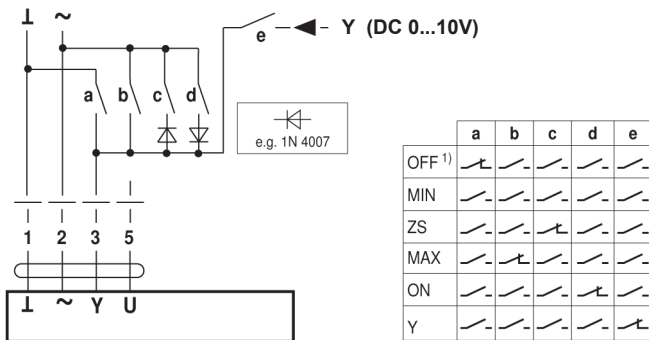 ⊥ ~
e Y (DC 0...10V)
a b c d
e.g. 1N 4007
1 2 3 5
⊥ ~ Y U
a b c d e
OFF 1)
MIN
ZS
MAX
ON
Y